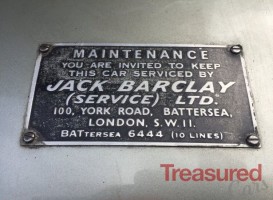 MAINTENANCE
YOU ARE INVITED TO KEEP
THIS CAR SERVICED BY
JACK BARCLAY
(SERVICE) LTD.
100, YORK ROAD, BATTERSEA,
LONDON, S.W.11.
BATTERSEA 6444 (10 LINES)
Treasured
Cars